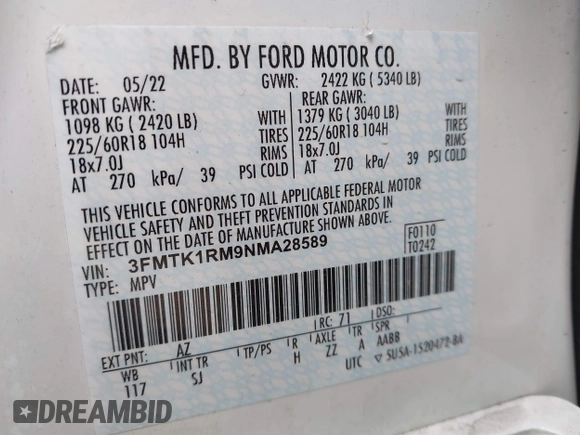 MFD. BY FORD MOTOR CO.
DATE: 05/22 GVWR: 2422 KG ( 5340 LB)
FRONT GAWR: REAR GAWR:
1098 KG ( 2420 LB) WITH 1379 KG ( 3040 LB) WITH
225/60R18 104H TIRES 225/60R18 104H TIRES
18x7.0J RIMS 18x7.0J RIMS
AT 270 kPa/ 39 PSI COLD AT 270 kPa/ 39 PSI COLD
THIS VEHICLE CONFORMS TO ALL APPLICABLE FEDERAL MOTOR
VEHICLE SAFETY AND THEFT PREVENTION STANDARDS IN
EFFECT ON THE DATE OF MANUFACTURE SHOWN ABOVE.
VIN: 3FMTK1RM9NMA28589 F0110
TYPE: MPV T0242
EXT PNT: AZ RC: 71 DSO:
WB INT TR TP/PS R AXLE TR SPR
117 SJ H ZZ A AABB
UTC 5U5A-1520472-BA
DREAMBID